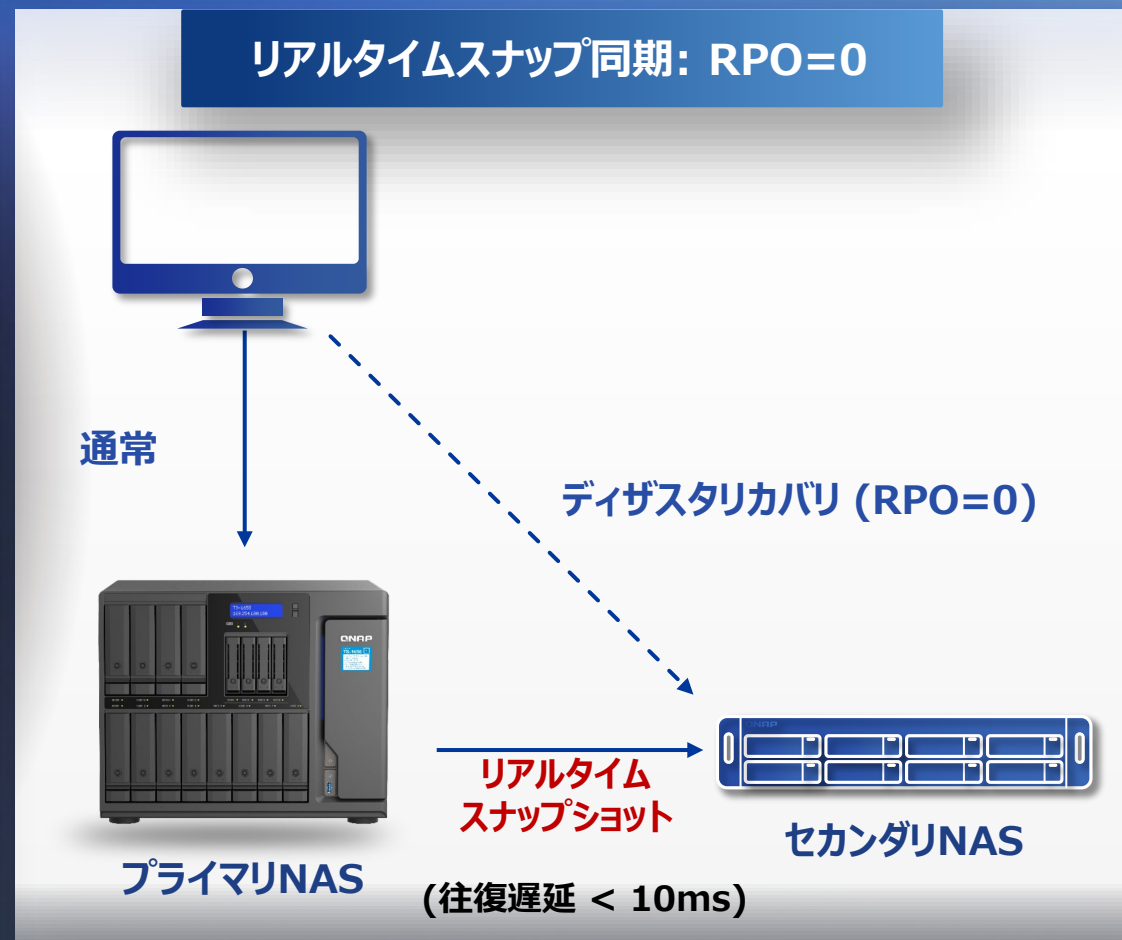 リアルタイムスナップ同期: RPO=0
通常
ディザスタリカバリ (RPO=0)
QNAP
QNAP
リアルタイム
スナップショット
セカンダリNAS
プライマリNAS
(往復遅延 < 10ms)